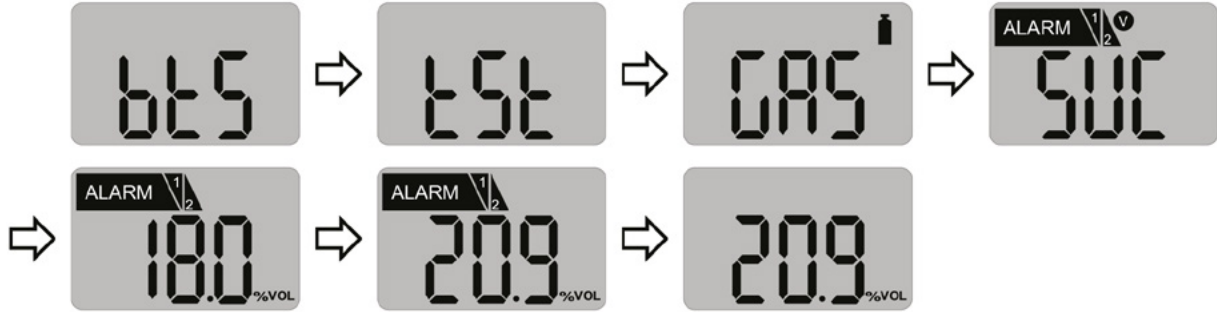 btS
tSt
GAS
ALARM 1 2 V
SUC
ALARM 1 2
18.0 %VOL
ALARM 1 2
20.9 %VOL
20.9 %VOL